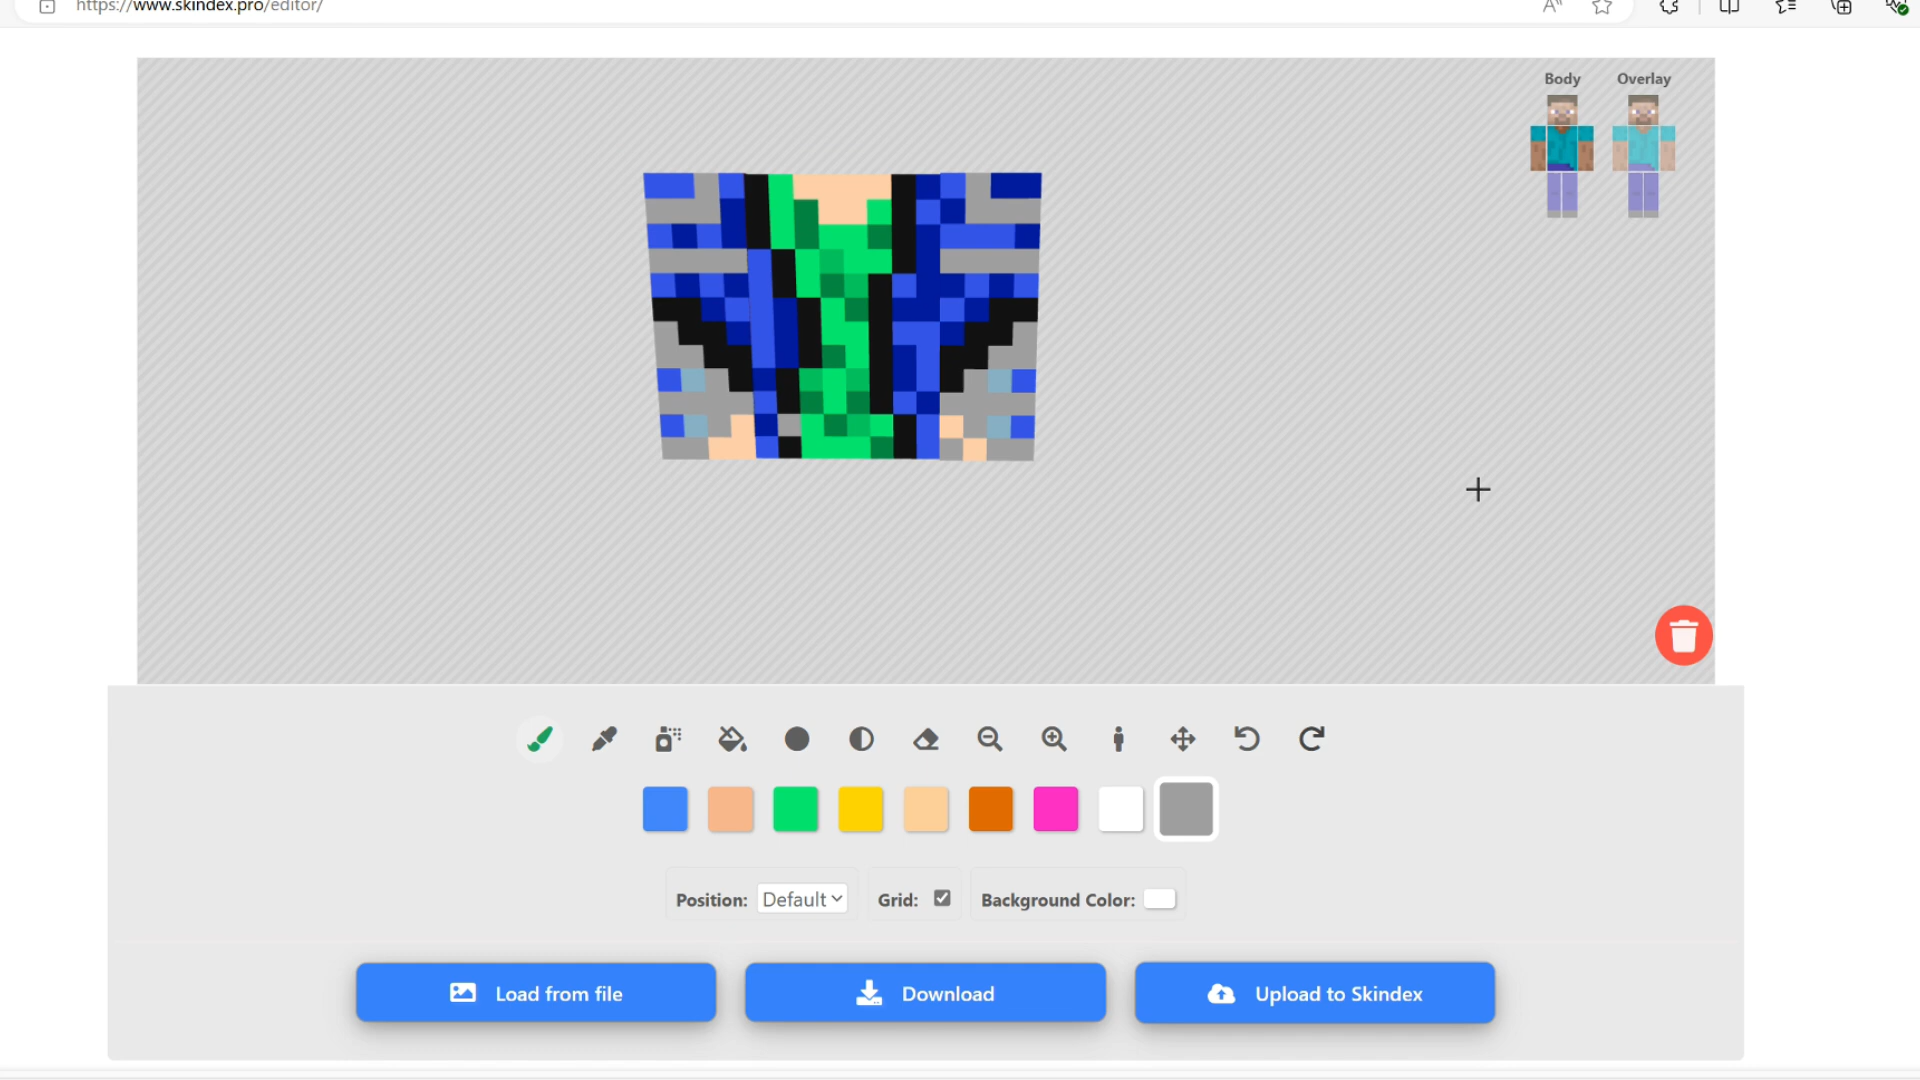 https://www.skindex.pro/editor/
Body Overlay
Position: Default Grid: Background Color:
Load from file Download Upload to Skindex